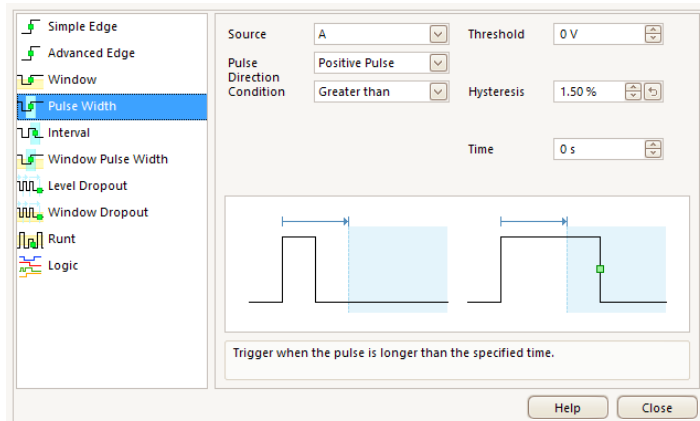 Simple Edge
Advanced Edge
Window
Pulse Width
Interval
Window Pulse Width
Level Dropout
Window Dropout
Runt
Logic
Source A Threshold 0 V
Pulse Direction Positive Pulse
Condition Greater than Hysteresis 1.50 %
Time 0 s
Trigger when the pulse is longer than the specified time.
Help Close